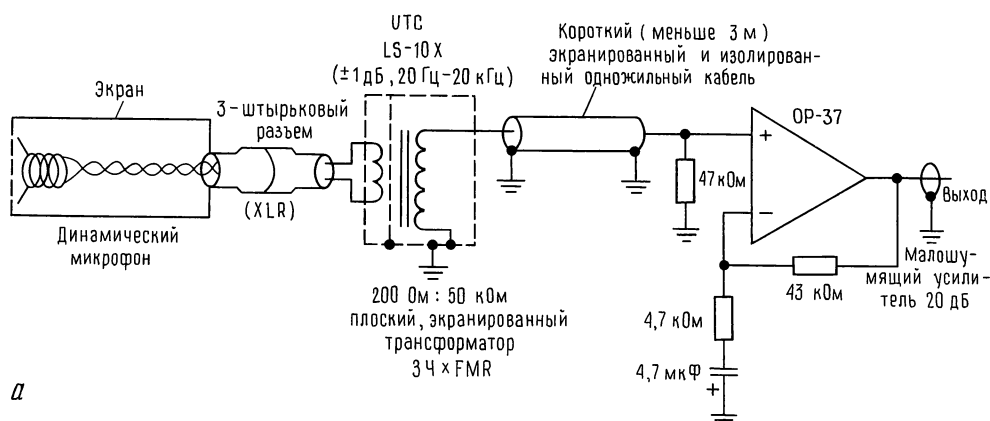 UTC
LS-10X
(±1дБ, 20 Гц-20 кГц)
Короткий (меньше 3 м)
экранированный и изолирован-
ный одножильный кабель
Экран
3-штырьковый
разъем
(XLR)
ОР-37
+
−
47 кОм
Выход
Динамический
микрофон
Малошу-
мящий усили-
тель 20 дБ
43 кОм
200 Ом : 50 кОм
плоский, экранированный
трансформатор
ЗЧ × FMR
4,7 кОм
4,7 мкФ
+
а